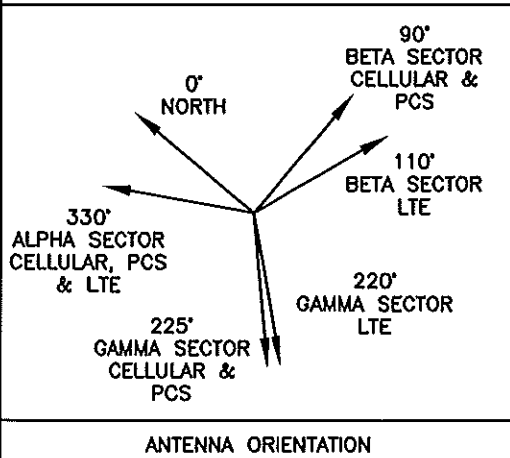 0°
NORTH
90°
BETA SECTOR
CELLULAR &
PCS
110°
BETA SECTOR
LTE
330°
ALPHA SECTOR
CELLULAR, PCS
& LTE
220°
GAMMA SECTOR
LTE
225°
GAMMA SECTOR
CELLULAR &
PCS
ANTENNA ORIENTATION